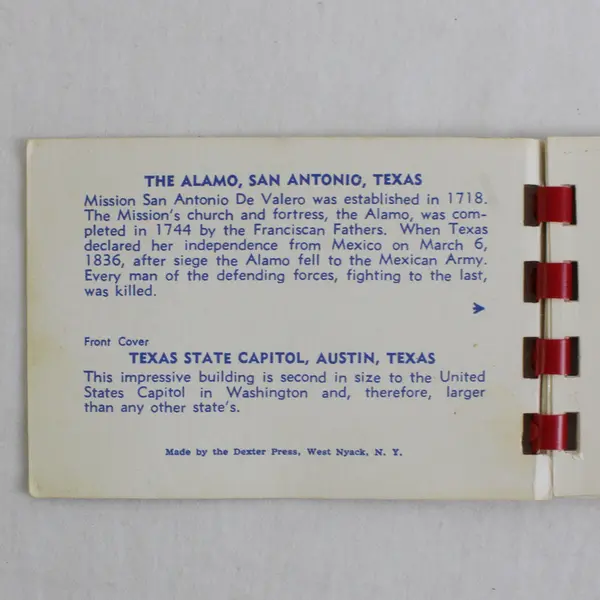 THE ALAMO, SAN ANTONIO, TEXAS
Mission San Antonio De Valero was established in 1718.
The Mission's church and fortress, the Alamo, was com-
pleted in 1744 by the Franciscan Fathers. When Texas
declared her independence from Mexico on March 6,
1836, after siege the Alamo fell to the Mexican Army.
Every man of the defending forces, fighting to the last,
was killed.
Front Cover
TEXAS STATE CAPITOL, AUSTIN, TEXAS
This impressive building is second in size to the United
States Capitol in Washington and, therefore, larger
than any other state's.
Made by the Dexter Press, West Nyack, N. Y.